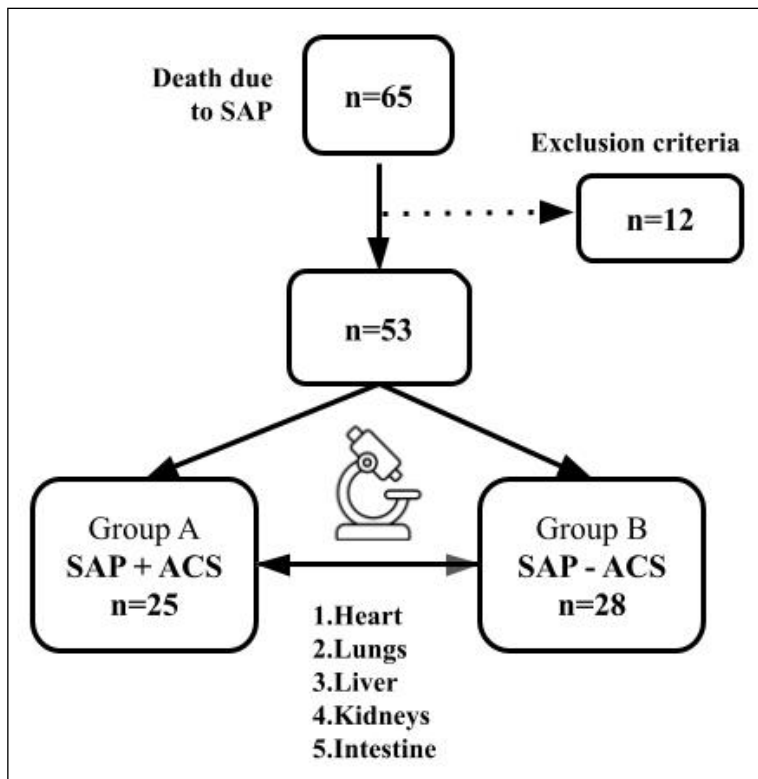 Death due
to SAP
n=65
Exclusion criteria
n=12
n=53
Group A
SAP + ACS
n=25
Group B
SAP - ACS
n=28
1.Heart
2.Lungs
3.Liver
4.Kidneys
5.Intestine